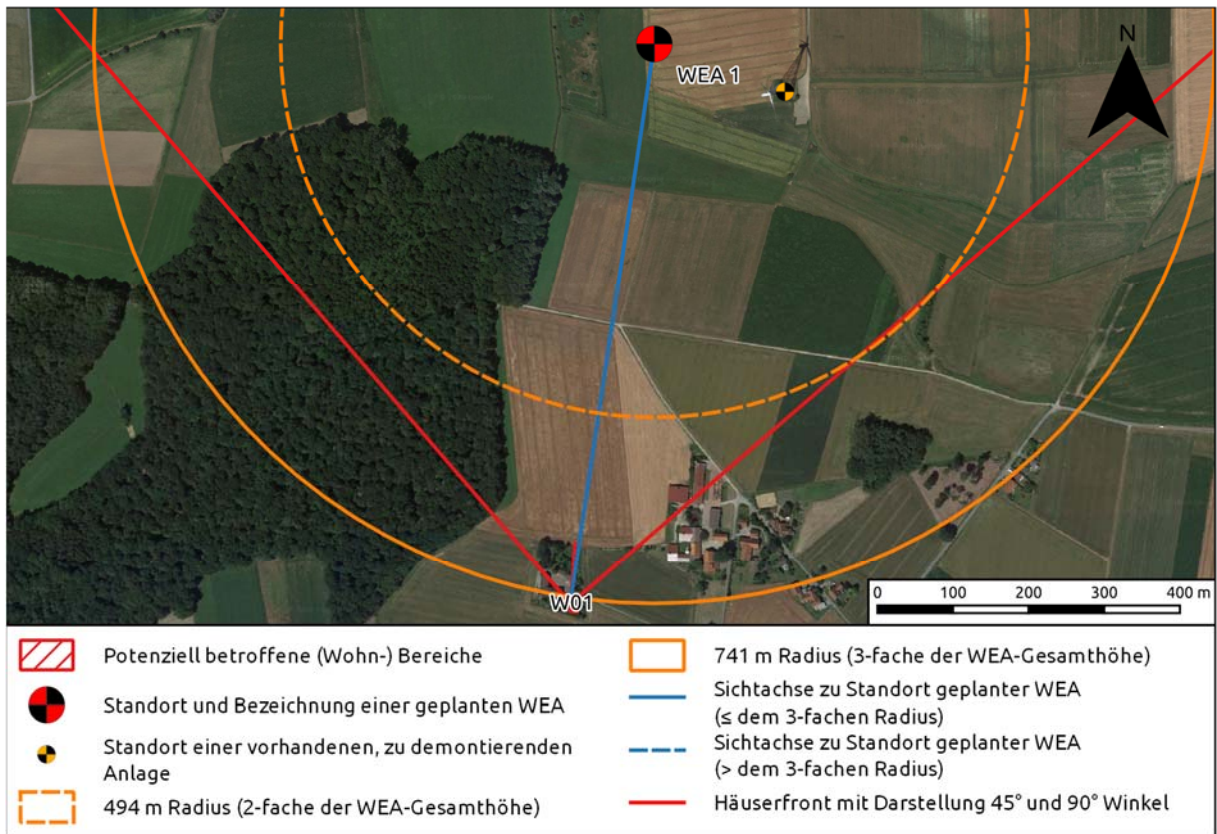 N
WEA 1
W01
0 100 200 300 400 m
Potenziell betroffene (Wohn-) Bereiche
Standort und Bezeichnung einer geplanten WEA
Standort einer vorhandenen, zu demontierenden
Anlage
494 m Radius (2-fache der WEA-Gesamthöhe)
741 m Radius (3-fache der WEA-Gesamthöhe)
Sichtachse zu Standort geplanter WEA
(≤ dem 3-fachen Radius)
Sichtachse zu Standort geplanter WEA
(> dem 3-fachen Radius)
Häuserfront mit Darstellung 45° und 90° Winkel